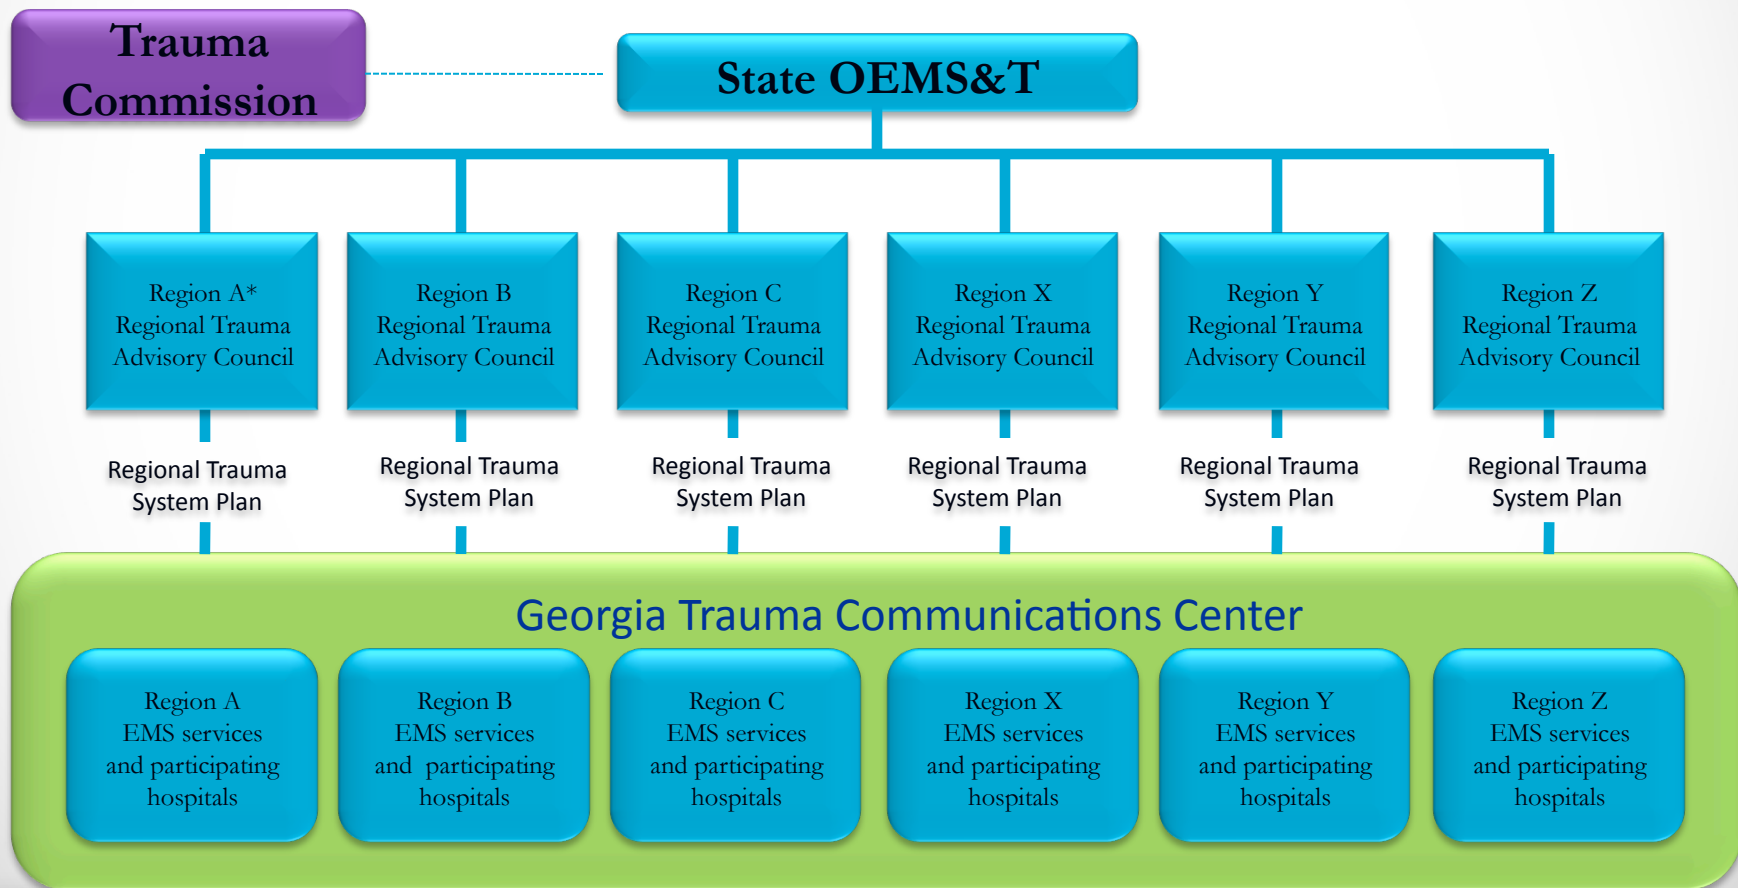 Trauma
Commission
State OEMS&T
Region A*
Regional Trauma
Advisory Council
Region B
Regional Trauma
Advisory Council
Region C
Regional Trauma
Advisory Council
Region X
Regional Trauma
Advisory Council
Region Y
Regional Trauma
Advisory Council
Region Z
Regional Trauma
Advisory Council
Regional Trauma
System Plan
Regional Trauma
System Plan
Regional Trauma
System Plan
Regional Trauma
System Plan
Regional Trauma
System Plan
Regional Trauma
System Plan
Georgia Trauma Communications Center
Region A
EMS services
and participating
hospitals
Region B
EMS services
and  participating
hospitals
Region C
EMS services
and participating
hospitals
Region X
EMS services
and participating
hospitals
Region Y
EMS services
and participating
hospitals
Region Z
EMS services
and participating
hospitals